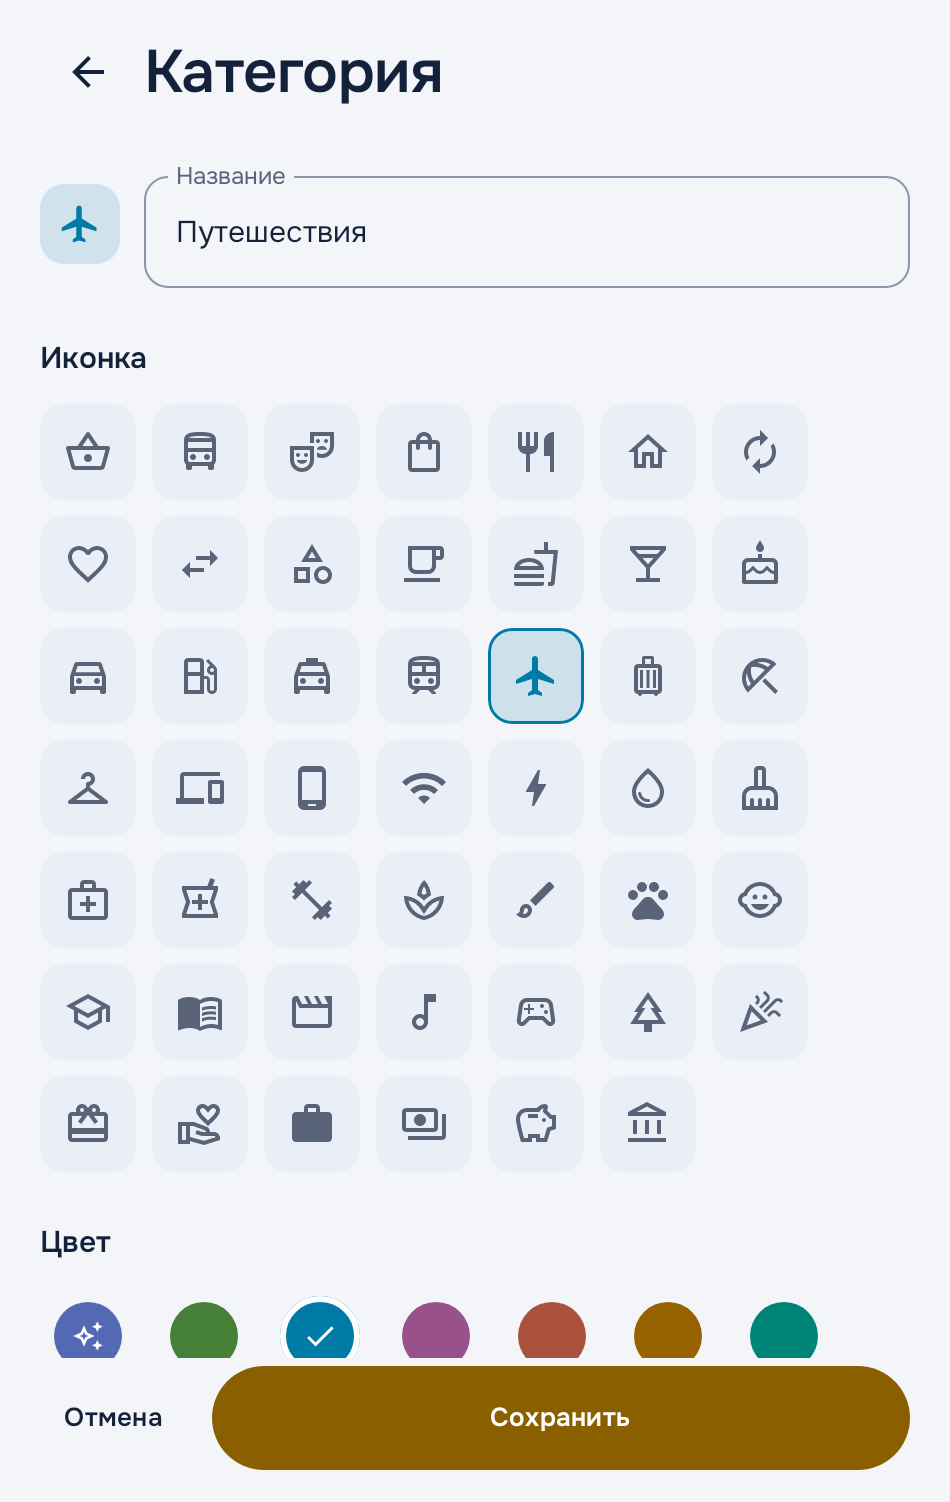 Категория
Название
Путешествия
Иконка
Цвет
Отмена
Сохранить